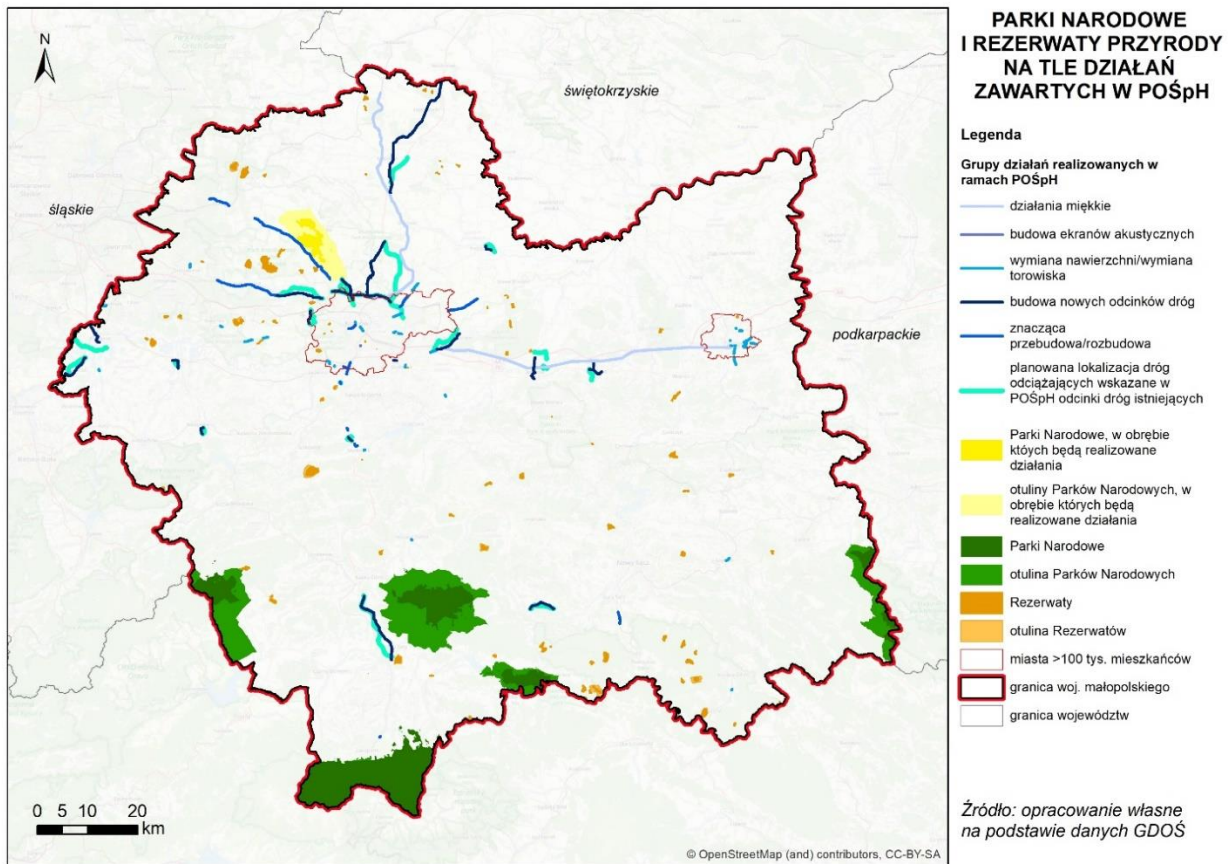 N
świętokrzyskie
śląskie
podkarpackie
0 5 10 20
km
© OpenStreetMap (and) contributors, CC-BY-SA
PARKI NARODOWE
I REZERWATY PRZYRODY
NA TLE DZIAŁAŃ
ZAWARTYCH W POŚpH
Legenda
Grupy działań realizowanych w
ramach POŚpH
działania miękkie
budowa ekranów akustycznych
wymiana nawierzchni/wymiana
torowiska
budowa nowych odcinków dróg
znacząca
przebudowa/rozbudowa
planowana lokalizacja dróg
odciążających wskazane w
POŚpH odcinki dróg istniejących
Parki Narodowe, w obrębie
któych będą realizowane
działania
otuliny Parków Narodowych, w
obrębie których będą
realizowane działania
Parki Narodowe
otulina Parków Narodowych
Rezerwaty
otulina Rezerwatów
miasta >100 tys. mieszkańców
granica woj. małopolskiego
granica województw
Źródło: opracowanie własne
na podstawie danych GDOŚ